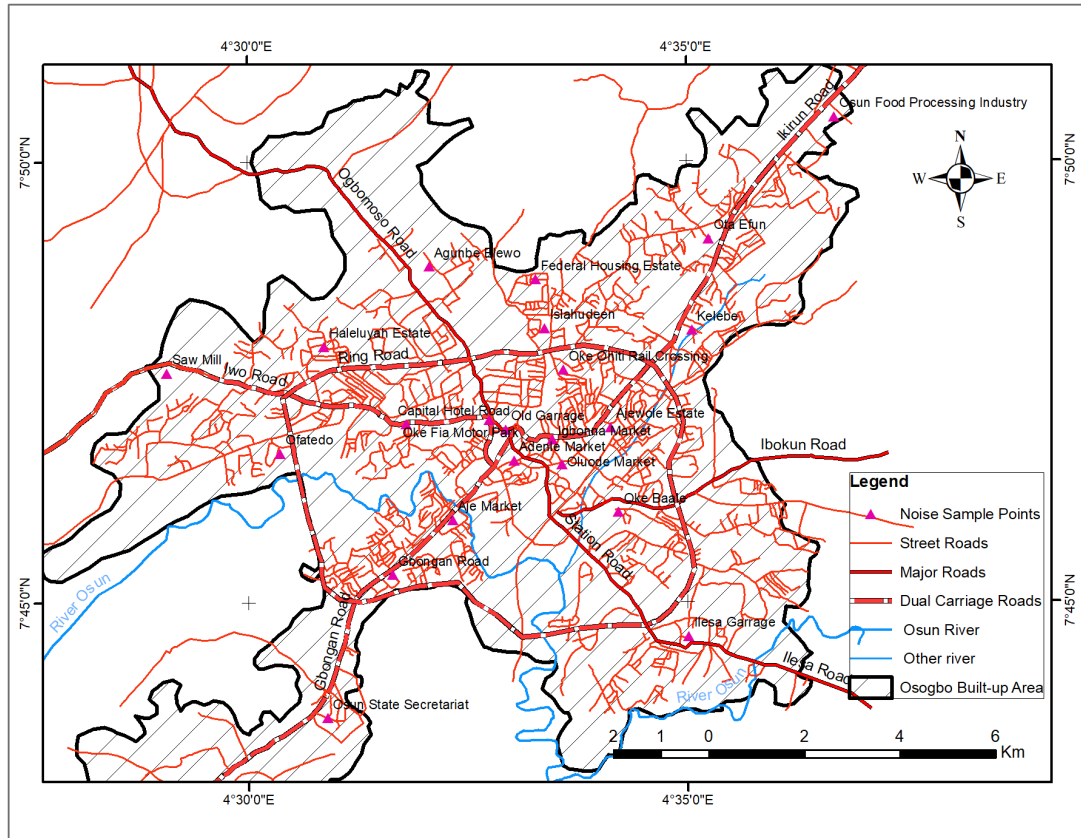 4°30'0"E
4°35'0"E
Osun Food Processing Industry
Ikirun Road
N
W
E
S
7°50'0"N
7°50'0"N
Ogbomoso Road
Ota Efun
Agunbe Elewo
Federal Housing Estate
Islahudeen
Kelebe
Haleluyah Estate
Ring Road
Oke Oniti Rail Crossing
Saw Mill
Iwo Road
Capital Hotel Road
Old Garrage
Ajewole Estate
Oke Fia Motor Park
Igbonna Market
Ofatedo
Adenle Market
Oluode Market
Ibokun Road
Oke Baale
Aje Market
Station Road
Gbongan Road
River Osun
7°45'0"N
7°45'0"N
Gbongan Road
Illesa Garrage
Ilesa Road
River Osun
Osun State Secretariat
Legend
Noise Sample Points
Street Roads
Major Roads
Dual Carriage Roads
Osun River
Other river
Osogbo Built-up Area
2 1 0 2 4 6
Km
4°30'0"E
4°35'0"E